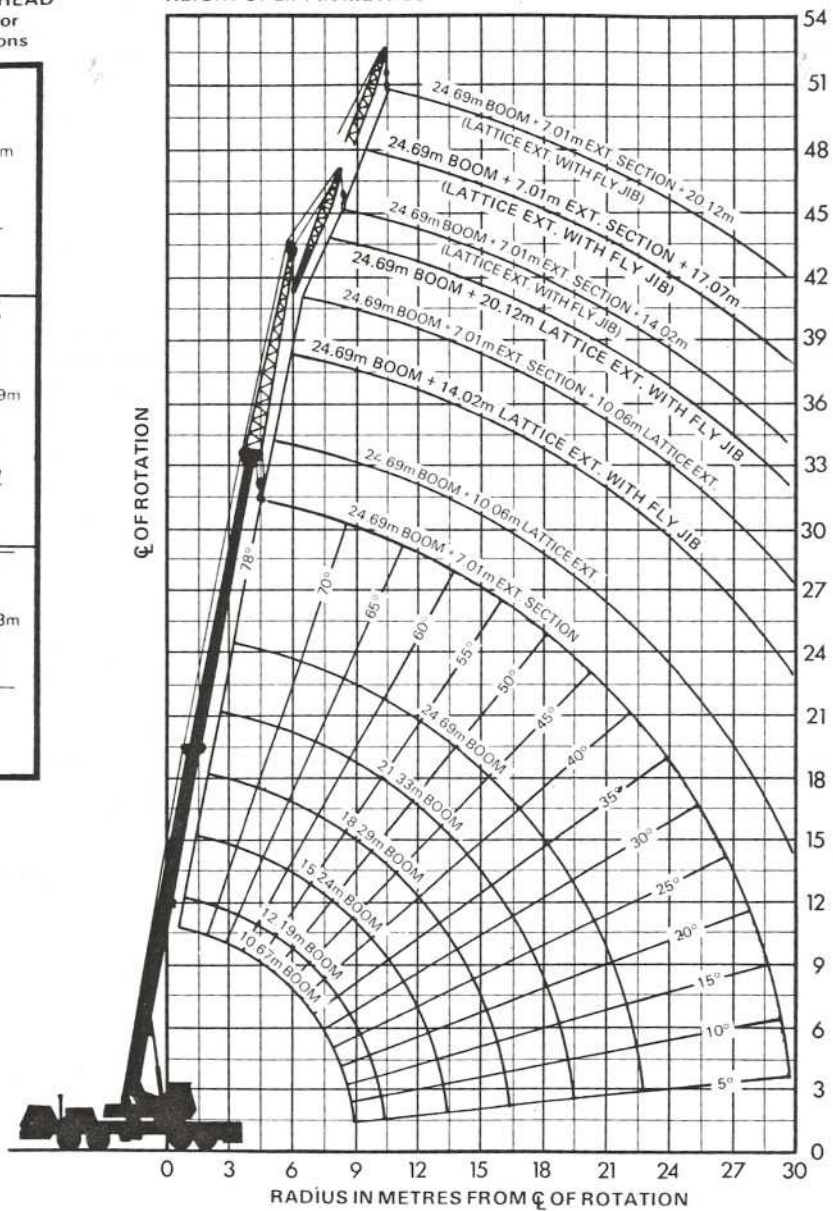 HEAD
or
ons
m
9m
3m
54
51
48
45
42
39
36
33
30
27
24
21
18
15
12
9
6
3
0
24.69m BOOM + 7.01m EXT. SECTION + 20.12m
(LATTICE EXT. WITH FLY JIB)
24.69m BOOM + 7.01m EXT. SECTION + 17.07m
(LATTICE EXT. WITH FLY JIB)
24.69m BOOM + 7.01m EXT. SECTION + 14.02m
(LATTICE EXT. WITH FLY JIB)
24.69m BOOM + 20.12m LATTICE EXT. WITH FLY JIB
24.69m BOOM + 7.01m EXT. SECTION + 10.06m LATTICE EXT.
24.69m BOOM + 14.02m LATTICE EXT. WITH FLY JIB
24.69m BOOM + 10.06m LATTICE EXT.
24.69m BOOM + 7.01m EXT. SECTION
℄ OF ROTATION
78°
70°
65°
60°
55°
50°
45°
40°
35°
30°
25°
20°
15°
10°
5°
24.69m BOOM
21.33m BOOM
18.29m BOOM
15.24m BOOM
12.19m BOOM
10.67m BOOM
0 3 6 9 12 15 18 21 24 27 30
RADIUS IN METRES FROM ℄ OF ROTATION